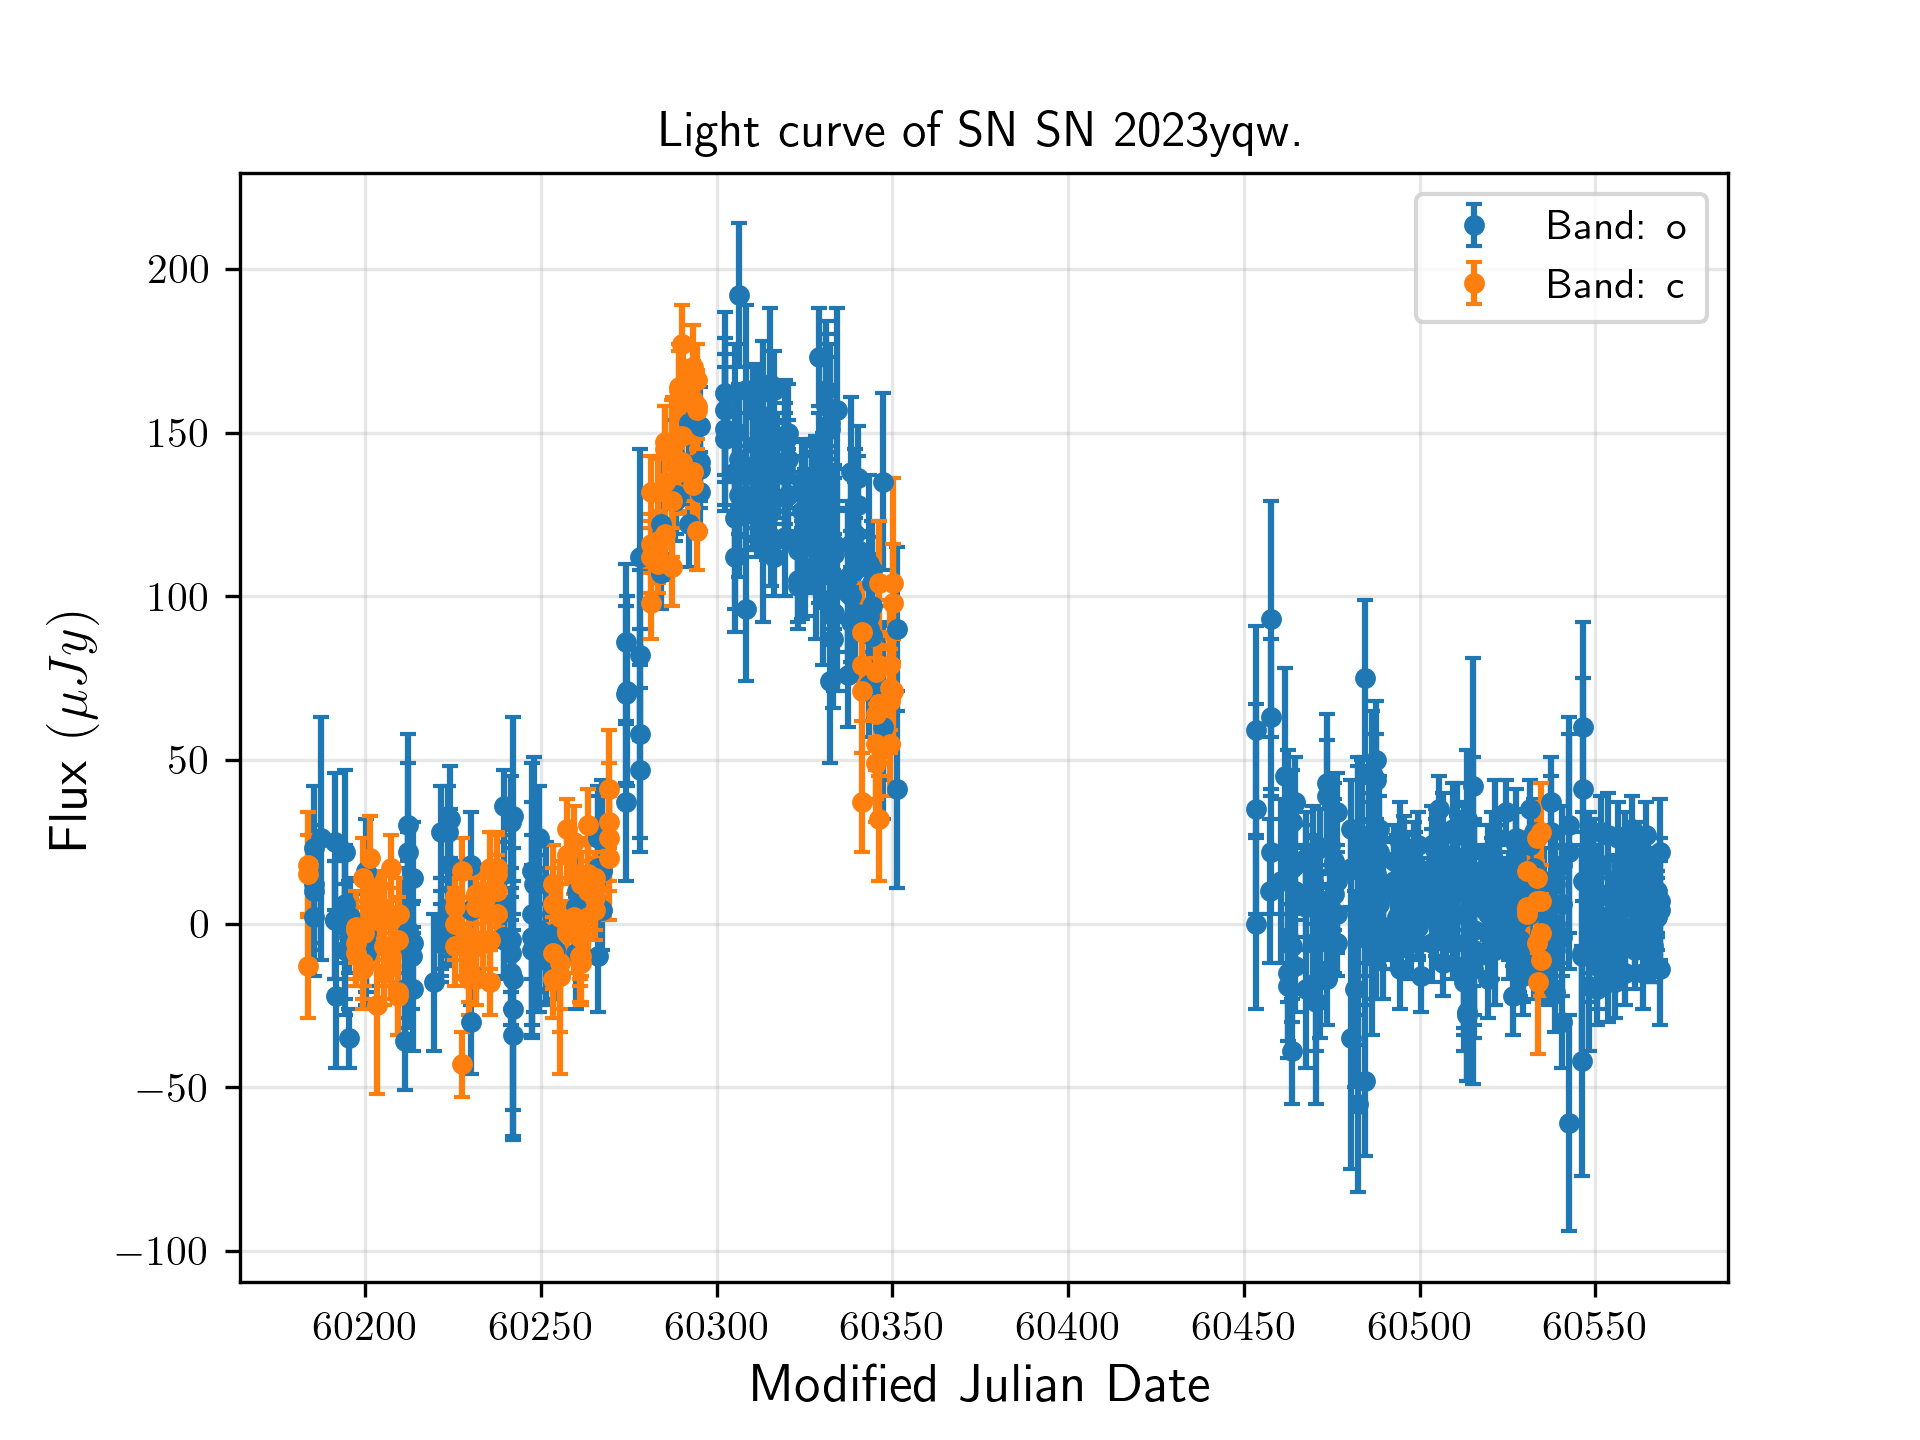 Light curve of SN SN 2023yqw.
Band: o
Band: c
200
150
100
50
0
−50
−100
Flux (μJy)
60200 60250 60300 60350 60400 60450 60500 60550
Modified Julian Date